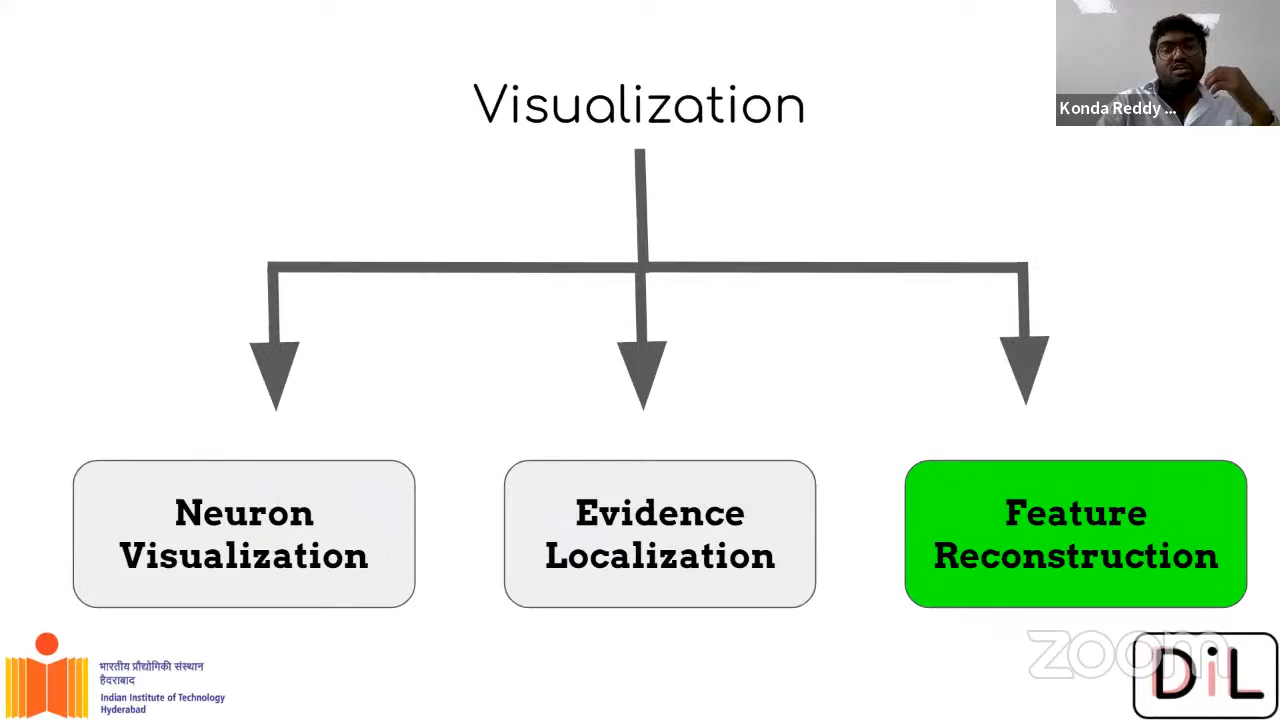 Visualization
Konda Reddy ...
Neuron
Visualization
Evidence
Localization
Feature
Reconstruction
भारतीय प्रौद्योगिकी संस्थान
हैदराबाद
Indian Institute of Technology
Hyderabad
zoom
DiL